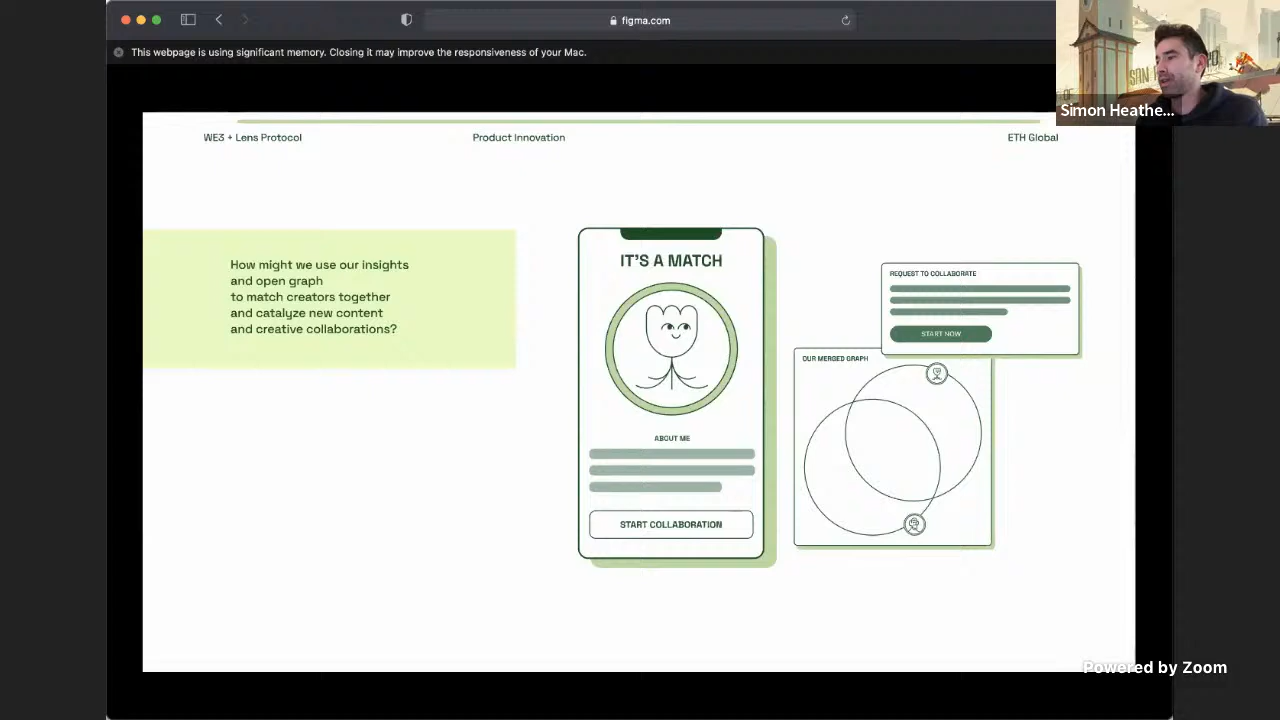 figma.com
This webpage is using significant memory. Closing it may improve the responsiveness of your Mac.
Simon Heathe...
WE3 + Lens Protocol
Product Innovation
ETH Global
How might we use our insights
and open graph
to match creators together
and catalyze new content
and creative collaborations?
IT'S A MATCH
ABOUT ME
START COLLABORATION
REQUEST TO COLLABORATE
START NOW
OUR MERGED GRAPH
Powered by Zoom